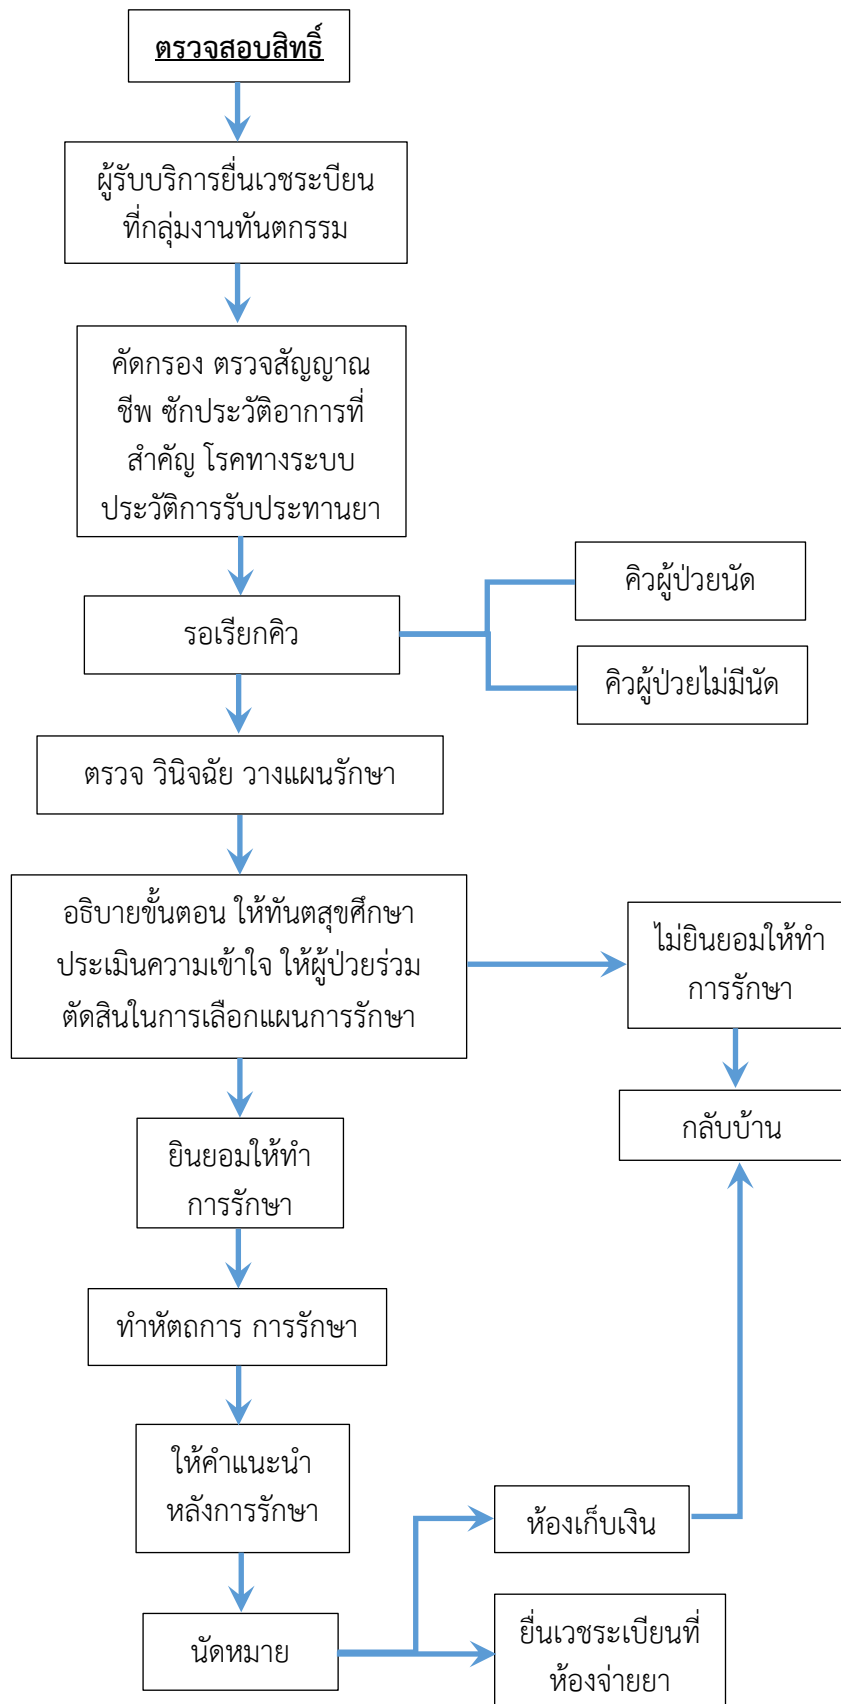 ตรวจสอบสิทธิ์
ผู้รับบริการยื่นเวชระบียน
ที่กลุ่มงานทันตกรรม
คัดกรอง ตรวจสัญญาณ
ชีพ ซักประวัติอาการที่
สำคัญ โรคทางระบบ
ประวัติการรับประทานยา
คิวผู้ป่วยนัด
รอเรียกคิว
คิวผู้ป่วยไม่มีนัด
ตรวจ วินิจฉัย วางแผนรักษา
อธิบายขั้นตอน ให้ทันตสุขศึกษา
ประเมินความเข้าใจ ให้ผู้ป่วยร่วม
ตัดสินในการเลือกแผนการรักษา
ไม่ยินยอมให้ทำ
การรักษา
กลับบ้าน
ยินยอมให้ทำ
การรักษา
ทำหัตถการ การรักษา
ให้คำแนะนำ
หลังการรักษา
ห้องเก็บเงิน
นัดหมาย
ยื่นเวชระเบียนที่
ห้องจ่ายยา